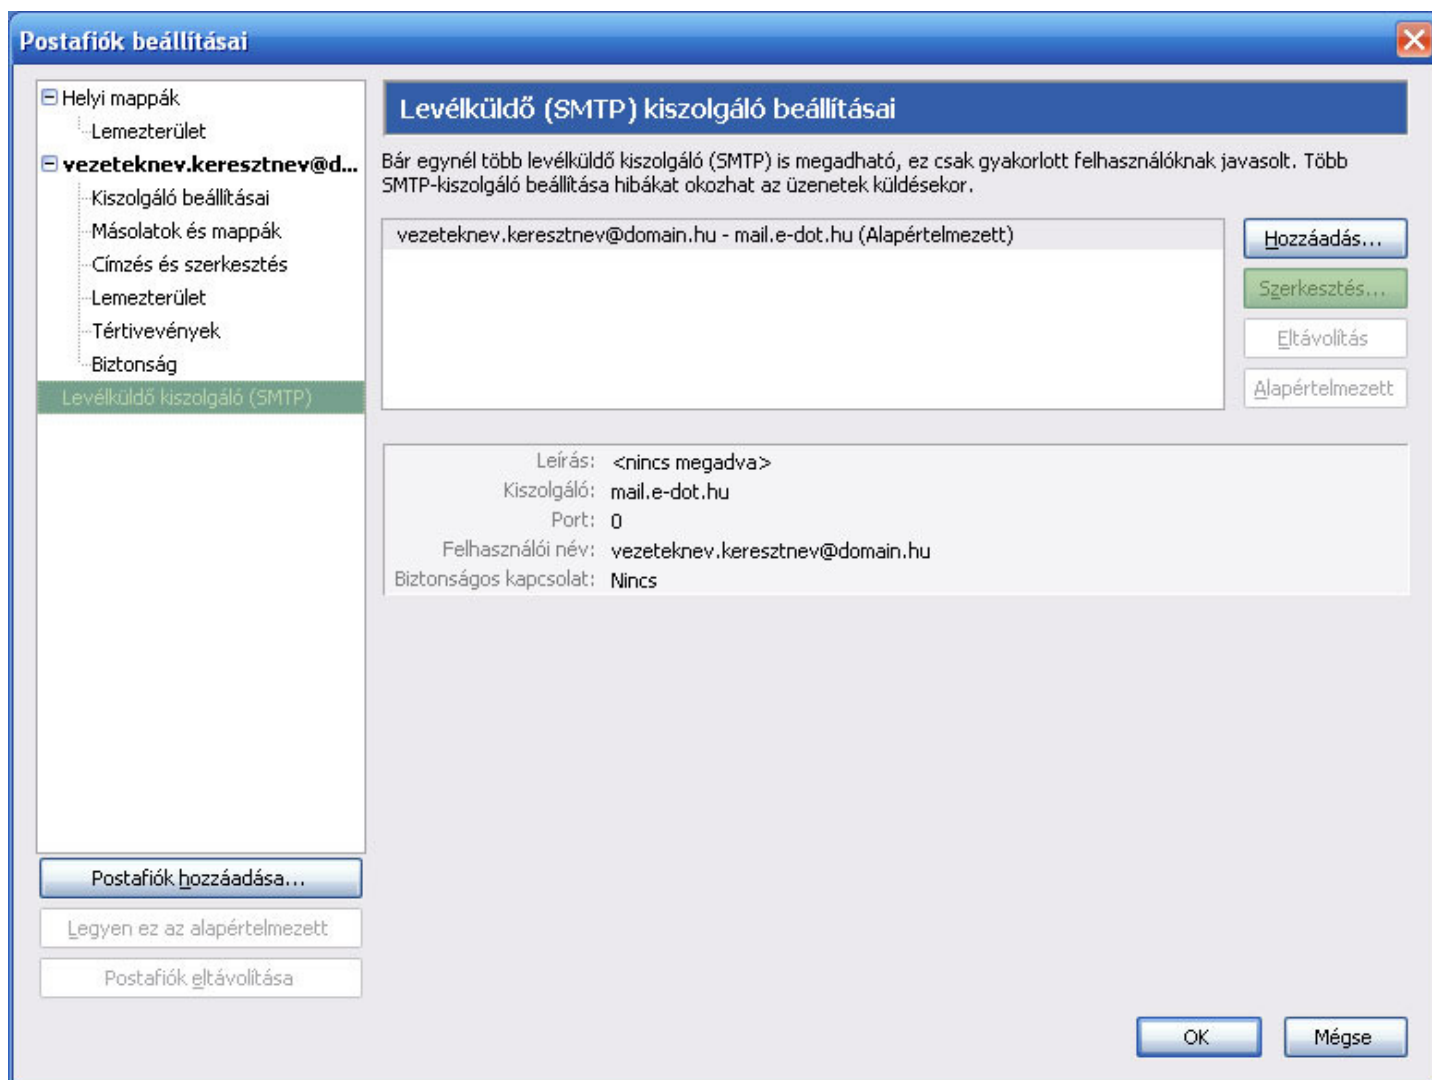 Postafiók beállításai
Helyi mappák
Lemezterület
vezeteknev.keresztnev@d...
Kiszolgáló beállításai
Másolatok és mappák
Címzés és szerkesztés
Lemezterület
Tértivevények
Biztonság
Levélküldő kiszolgáló (SMTP)
Postafiók hozzáadása...
Legyen ez az alapértelmezett
Postafiók eltávolítása
Levélküldő (SMTP) kiszolgáló beállításai
Bár egynél több levélküldő kiszolgáló (SMTP) is megadható, ez csak gyakorlott felhasználóknak javasolt. Több
SMTP-kiszolgáló beállítása hibákat okozhat az üzenetek küldésekor.
vezeteknev.keresztnev@domain.hu - mail.e-dot.hu (Alapértelmezett)
Hozzáadás...
Szerkesztés...
Eltávolítás
Alapértelmezett
Leírás: <nincs megadva>
Kiszolgáló: mail.e-dot.hu
Port: 0
Felhasználói név: vezeteknev.keresztnev@domain.hu
Biztonságos kapcsolat: Nincs
OK
Mégse